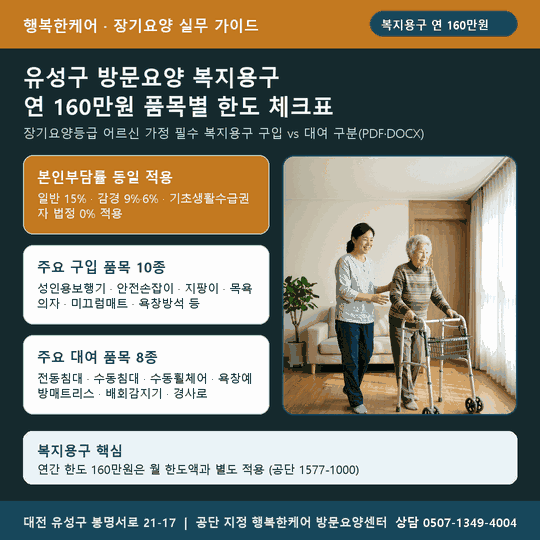 행복한케어 · 장기요양 실무 가이드
복지용구 연 160만원
유성구 방문요양 복지용구
연 160만원 품목별 한도 체크표
장기요양등급 어르신 가정 필수 복지용구 구입 vs 대여 구분(PDF·DOCX)
본인부담률 동일 적용
일반 15% · 감경 9%·6% · 기초생활수급권
자 법정 0% 적용
주요 구입 품목 10종
성인용보행기 · 안전손잡이 · 지팡이 · 목욕
의자 · 미끄럼매트 · 욕창방석 등
주요 대여 품목 8종
전동침대 · 수동침대 · 수동휠체어 · 욕창예
방매트리스 · 배회감지기 · 경사로
복지용구 핵심
연간 한도 160만원은 월 한도액과 별도 적용 (공단 1577-1000)
대전 유성구 봉명서로 21-17 | 공단 지정 행복한케어 방문요양센터 상담 0507-1349-4004